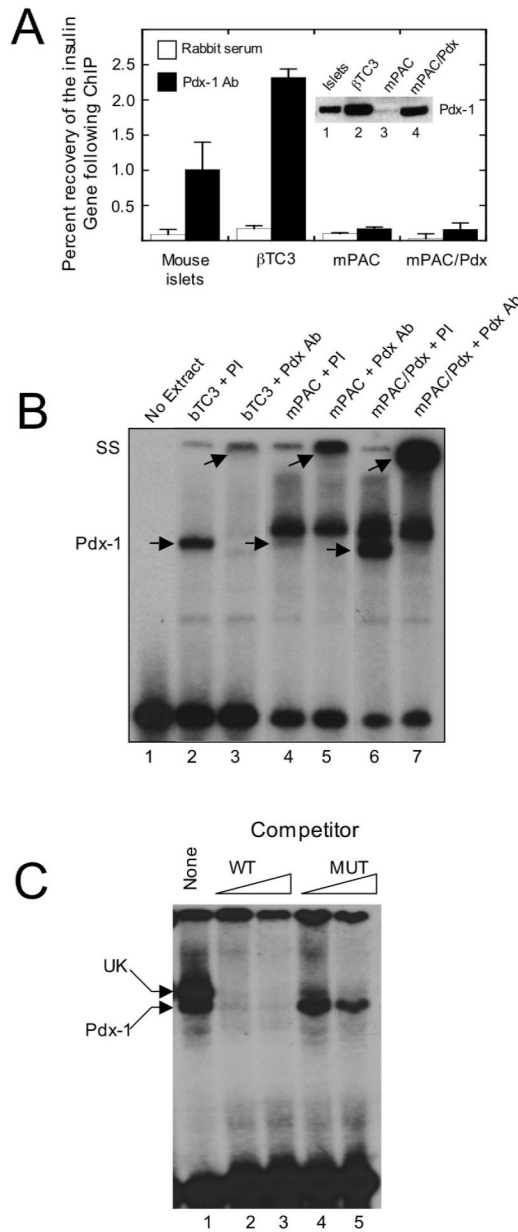 A
Percent recovery of the insulin
Gene following ChIP
2.5
2.0
1.5
1.0
0.5
Rabbit serum
Pdx-1 Ab
Islets
βTC3
mPAC
mPAC/Pdx
Pdx-1
1 2 3 4
Mouse
islets
βTC3
mPAC
mPAC/Pdx
B
No Extract
bTC3 + PI
bTC3 + Pdx Ab
mPAC + PI
mPAC + Pdx Ab
mPAC/Pdx + PI
mPAC/Pdx + Pdx Ab
SS
Pdx-1
1 2 3 4 5 6 7
C
Competitor
None
WT
MUT
UK
Pdx-1
1 2 3 4 5